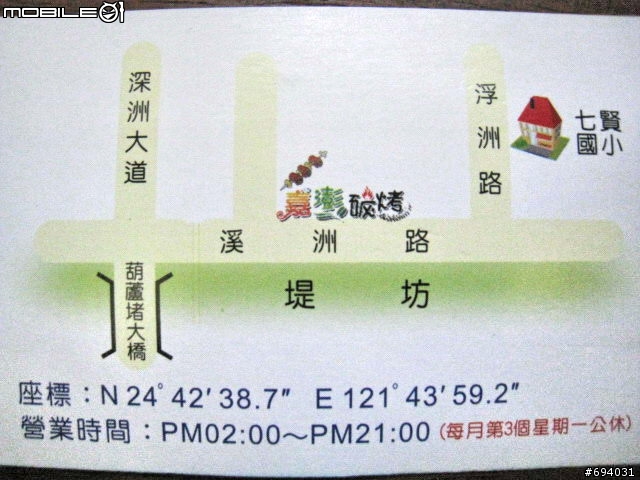 MOBILE01
深洲大道
浮洲路
七賢
國小
嘉澎碳烤
溪洲路
葫蘆堵大橋
堤坊
座標：N 24° 42′ 38.7″ E 121° 43′ 59.2″
營業時間：PM02:00～PM21:00 (每月第3個星期一公休)
#694031